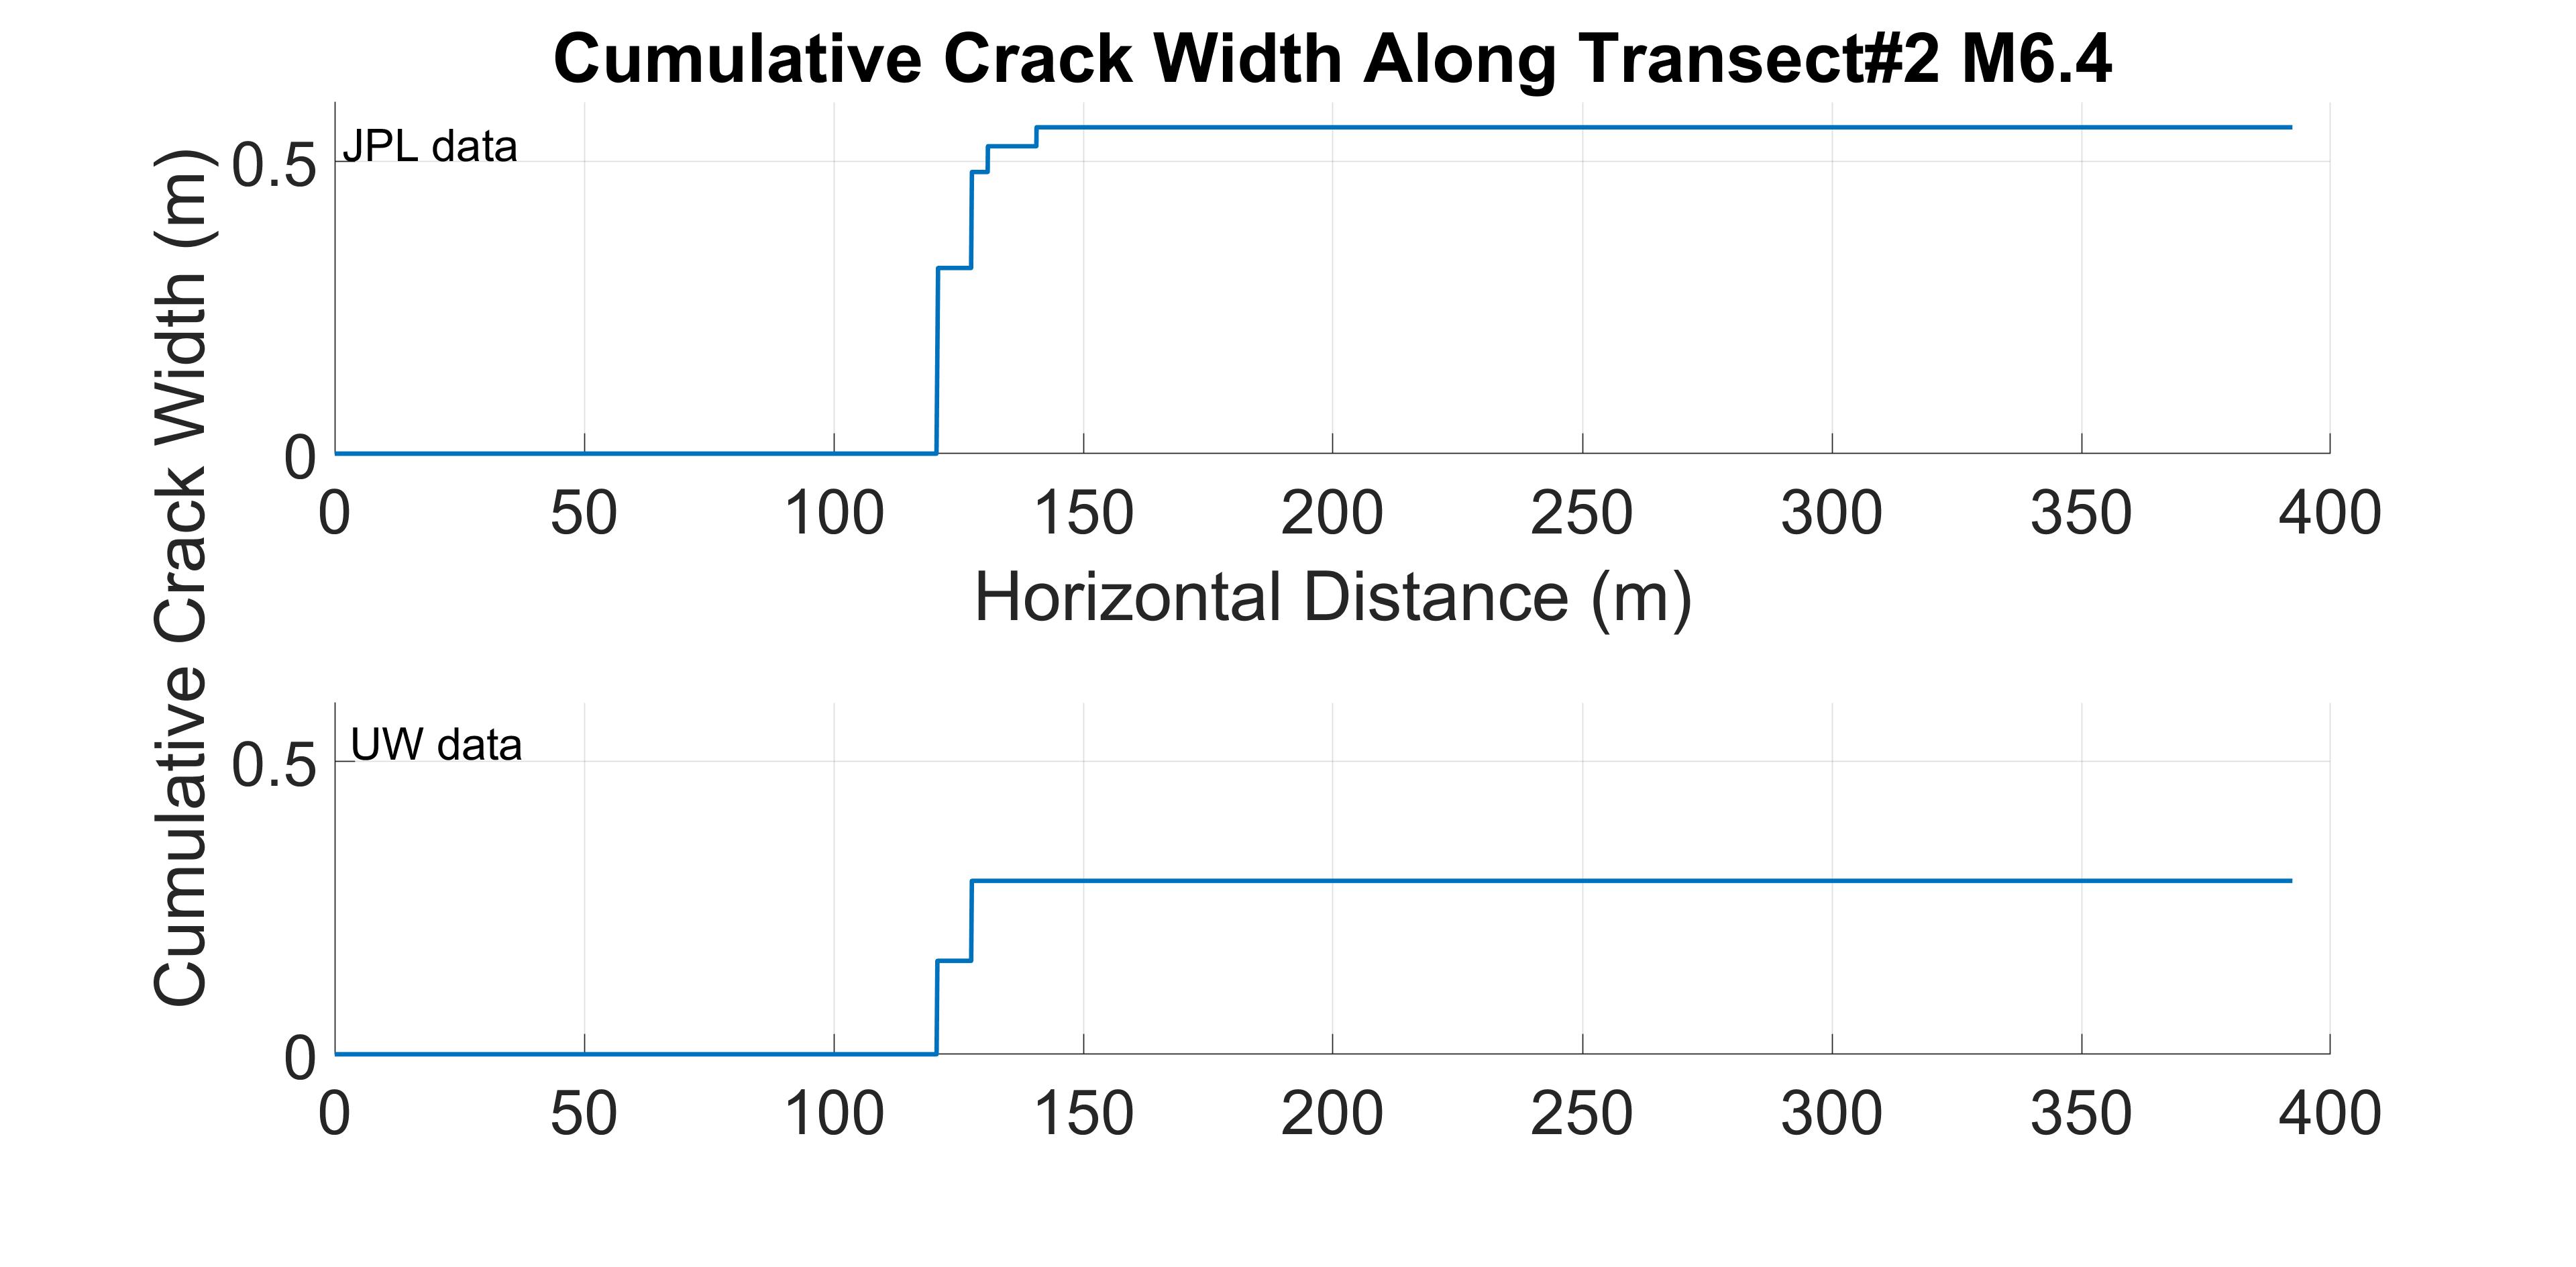 Cumulative Crack Width Along Transect#2 M6.4
Cumulative Crack Width (m)
JPL data
0.5
0
0 50 100 150 200 250 300 350 400
Horizontal Distance (m)
UW data
0.5
0
0 50 100 150 200 250 300 350 400